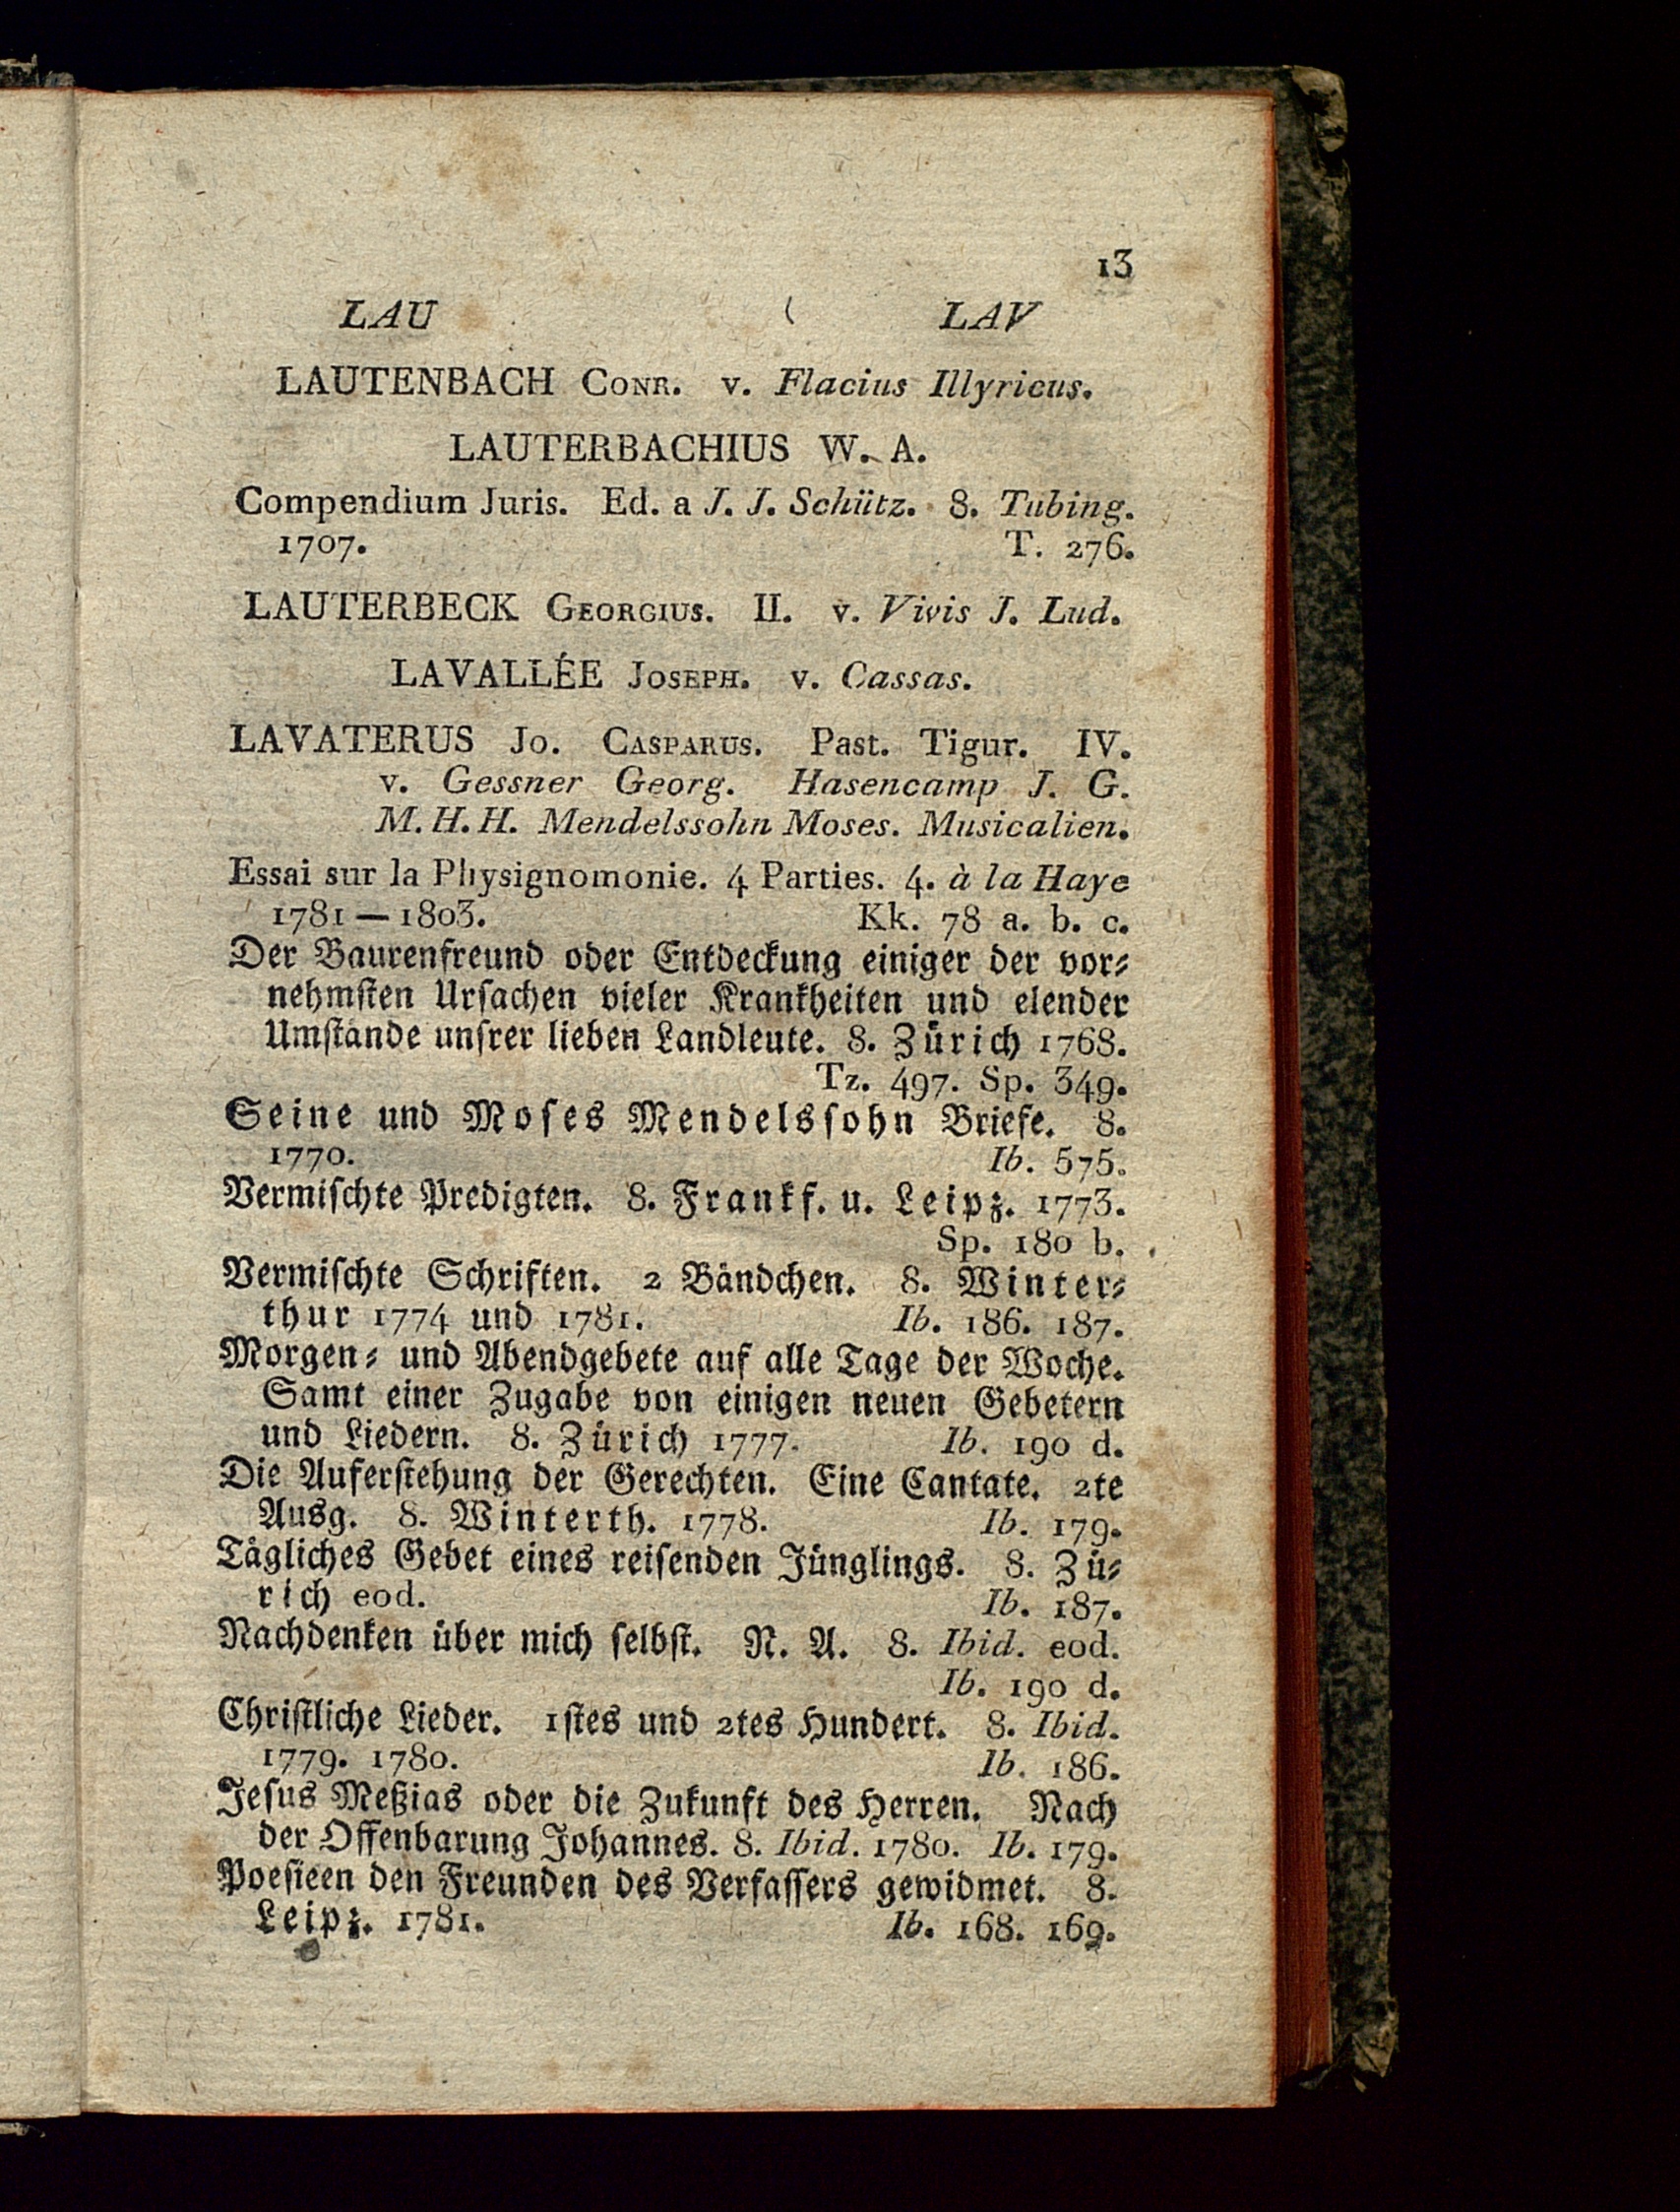 13
LAU LAV
LAUTENBACH CONR. v. Flacius Illyricus.
LAUTERBACHIUS W. A.
Compendium Juris. Ed. a J. J. Schütz. 8. Tubing.
1707. T. 276.
LAUTERBECK GEORGIUS. II. v. Vivis J. Lud.
LAVALLÉE JOSEPH. v. Cassas.
LAVATERUS JO. CASPARUS. Past. Tigur. IV.
v. Gessner Georg. Hasencamp J. G.
M. H. H. Mendelssohn Moses. Musicalien.
Essai sur la Physignomonie. 4 Parties. 4. à la Haye
1781 — 1803. Kk. 78 a. b. c.
Der Baurenfreund oder Entdeckung einiger der vor⸗
nehmſten Urſachen vieler Krankheiten und elender
Umſtände unſrer lieben Landleute. 8. Zürich 1768.
Tz. 497. Sp. 349.
Seine und Moſes Mendelsſohn Briefe. 8.
1770. Ib. 575.
Vermiſchte Predigten. 8. Frankf. u. Leipz. 1773.
Sp. 180 b.
Vermiſchte Schriften. 2 Bändchen. 8. Winter⸗
thur 1774 und 1781. Ib. 186. 187.
Morgen⸗ und Abendgebete auf alle Tage der Woche.
Samt einer Zugabe von einigen neuen Gebetern
und Liedern. 8. Zürich 1777. Ib. 190 d.
Die Auferſtehung der Gerechten. Eine Cantate. 2te
Ausg. 8. Winterth. 1778. Ib. 179.
Tägliches Gebet eines reiſenden Jünglings. 8. Zü⸗
rich eod. Ib. 187.
Nachdenken über mich ſelbſt. N. A. 8. Ibid. eod.
Ib. 190 d.
Chriſtliche Lieder. 1ſtes und 2tes Hundert. 8. Ibid.
1779. 1780. Ib. 186.
Jeſus Meßias oder die Zukunft des Herren. Nach
der Offenbarung Johannes. 8. Ibid. 1780. Ib. 179.
Poeſieen den Freunden des Verfaſſers gewidmet. 8.
Leipz. 1781. Ib. 168. 169.